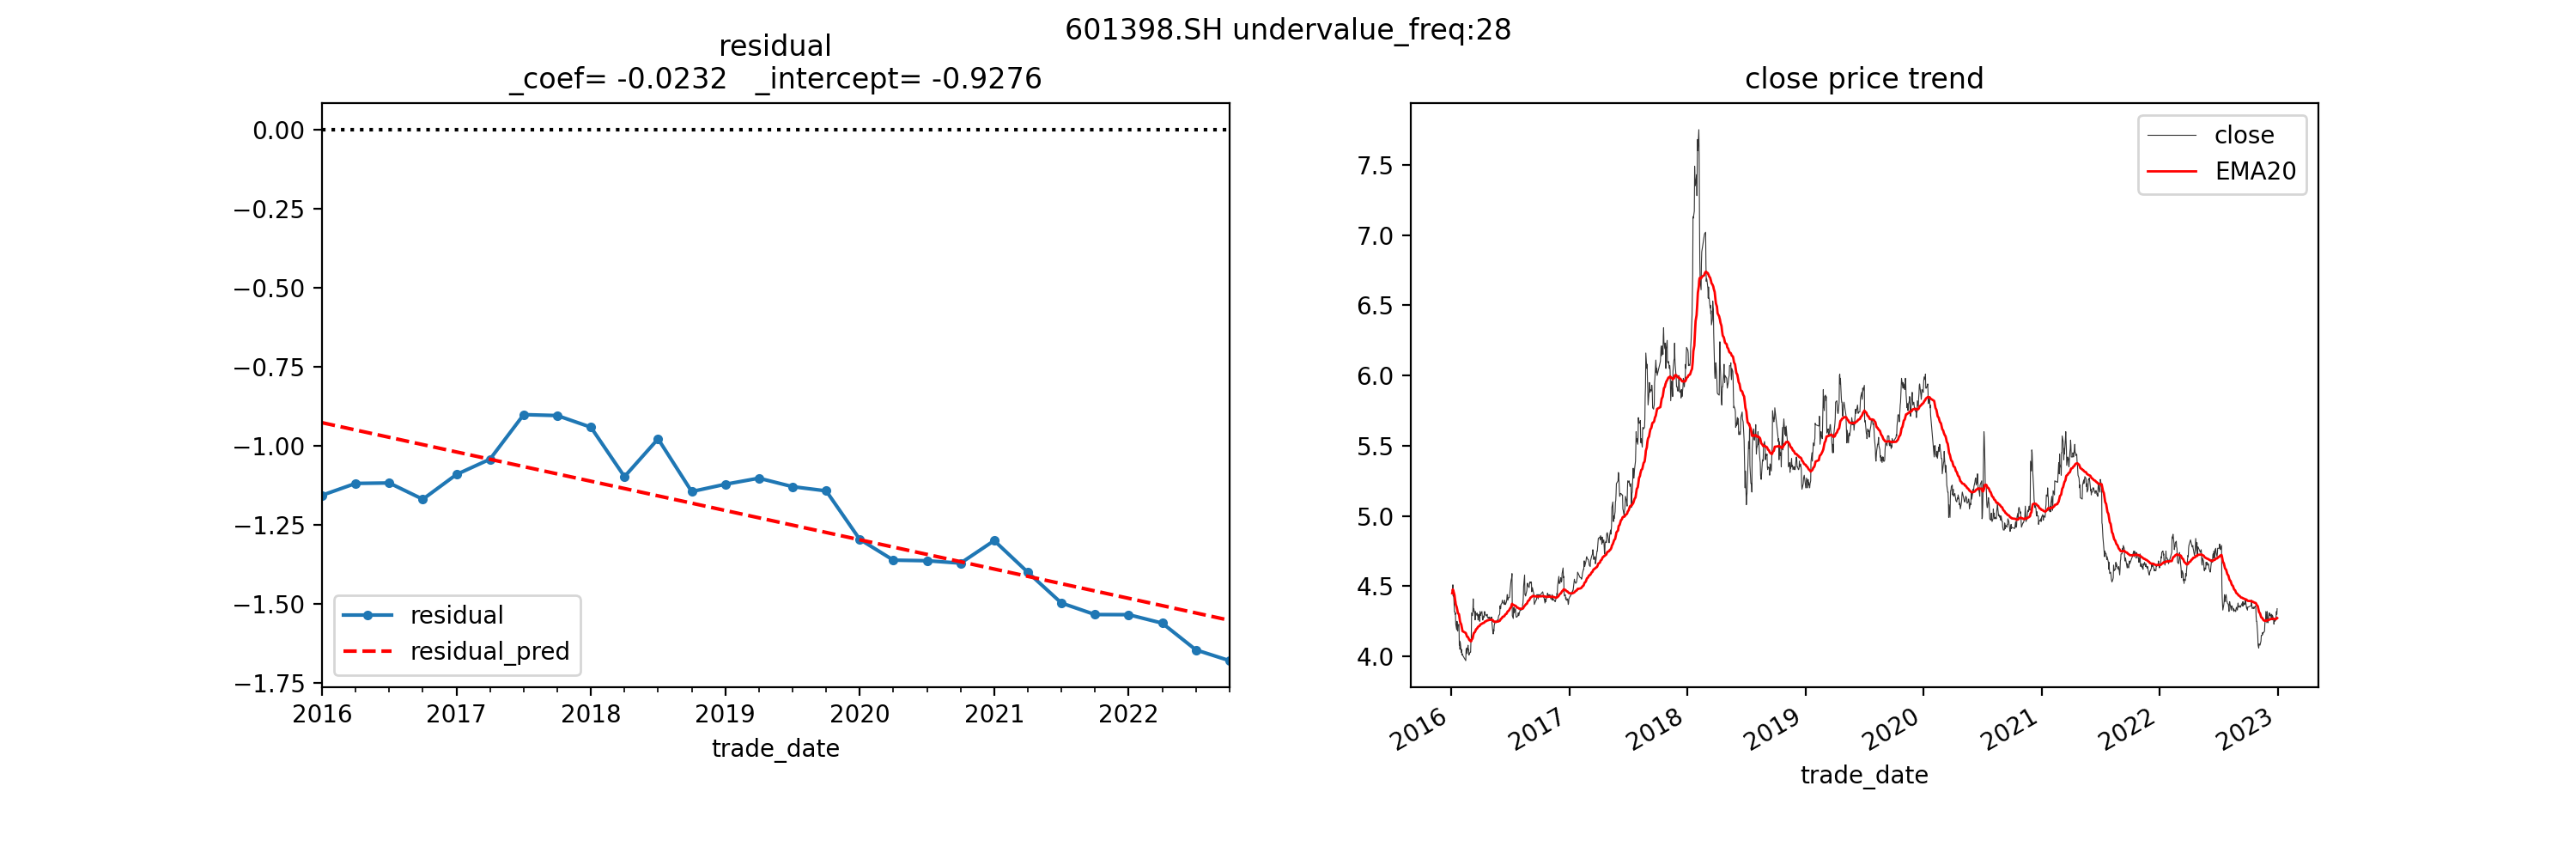 601398.SH undervalue_freq:28
residual
_coef= -0.0232   _intercept= -0.9276
0.00
−0.25
−0.50
−0.75
−1.00
−1.25
−1.50
−1.75
residual
residual_pred
2016 2017 2018 2019 2020 2021 2022
trade_date
close price trend
close
EMA20
7.5
7.0
6.5
6.0
5.5
5.0
4.5
4.0
2016 2017 2018 2019 2020 2021 2022 2023
trade_date